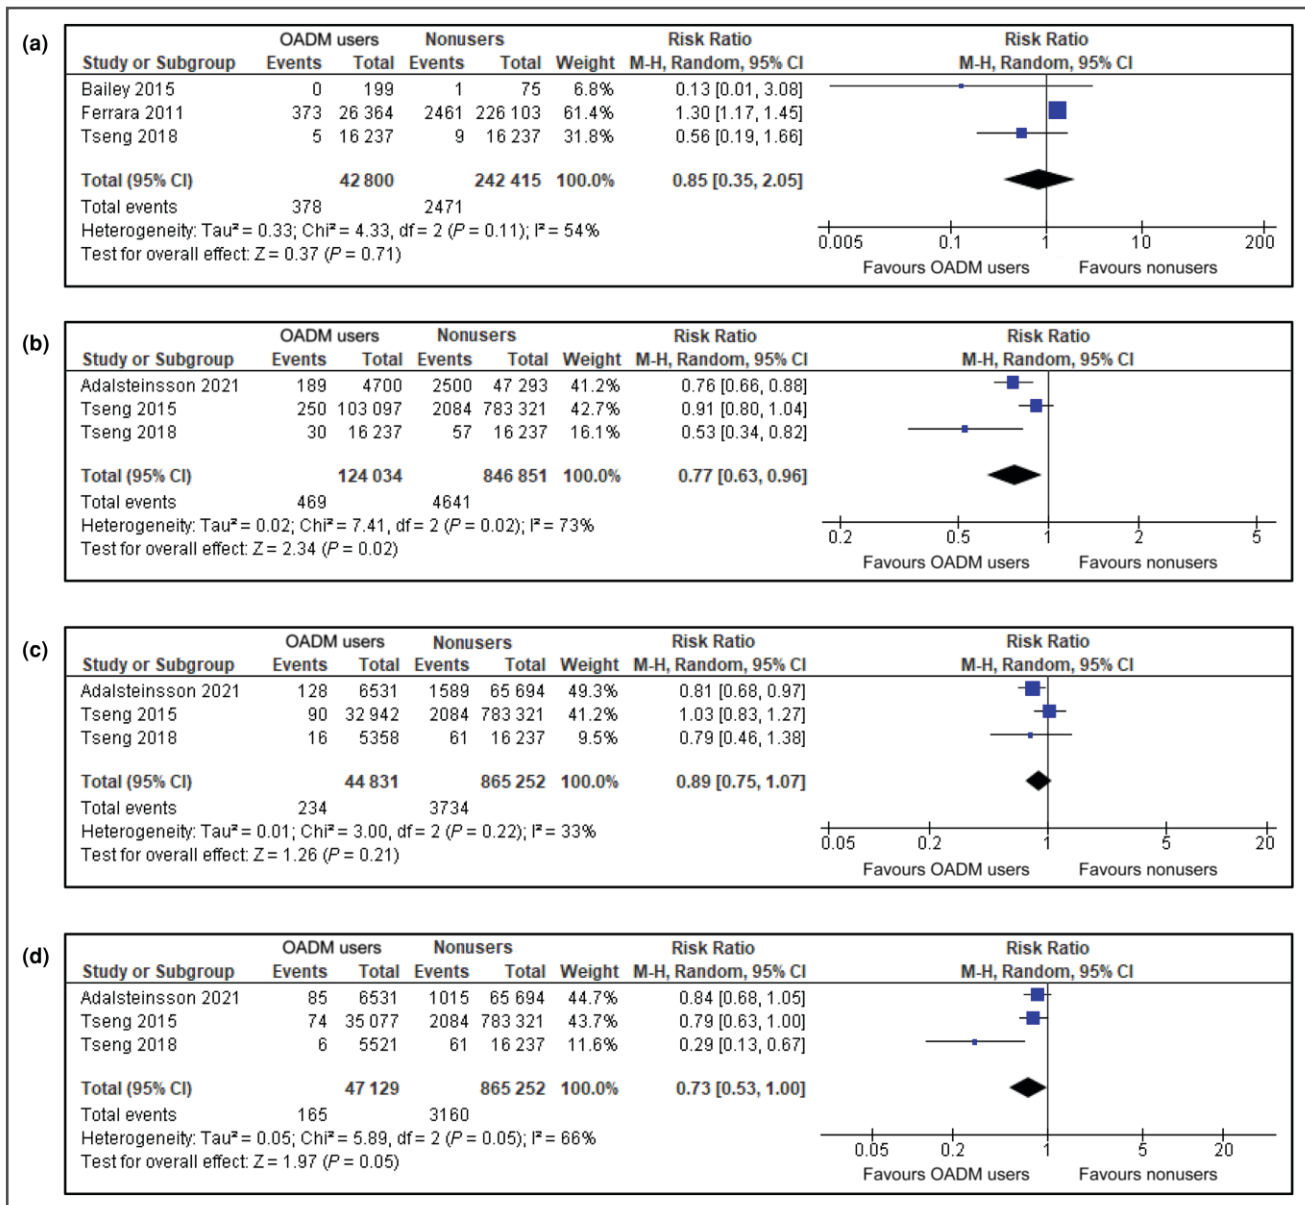 (a)
OADM users Nonusers Risk Ratio Risk Ratio
Study or Subgroup Events Total Events Total Weight M-H, Random, 95% CI M-H, Random, 95% CI
Bailey 2015 0 199 1 75 6.8% 0.13 [0.01, 3.08]
Ferrara 2011 373 26 364 2461 226 103 61.4% 1.30 [1.17, 1.45]
Tseng 2018 5 16 237 9 16 237 31.8% 0.56 [0.19, 1.66]
Total (95% CI) 42 800 242 415 100.0% 0.85 [0.35, 2.05]
Total events 378 2471
Heterogeneity: Tau² = 0.33; Chi² = 4.33, df = 2 (P = 0.11); I² = 54%
Test for overall effect: Z = 0.37 (P = 0.71)
0.005 0.1 1 10 200
Favours OADM users Favours nonusers
(b)
OADM users Nonusers Risk Ratio Risk Ratio
Study or Subgroup Events Total Events Total Weight M-H, Random, 95% CI M-H, Random, 95% CI
Adalsteinsson 2021 189 4700 2500 47 293 41.2% 0.76 [0.66, 0.88]
Tseng 2015 250 103 097 2084 783 321 42.7% 0.91 [0.80, 1.04]
Tseng 2018 30 16 237 57 16 237 16.1% 0.53 [0.34, 0.82]
Total (95% CI) 124 034 846 851 100.0% 0.77 [0.63, 0.96]
Total events 469 4641
Heterogeneity: Tau² = 0.02; Chi² = 7.41, df = 2 (P = 0.02); I² = 73%
Test for overall effect: Z = 2.34 (P = 0.02)
0.2 0.5 1 2 5
Favours OADM users Favours nonusers
(c)
OADM users Nonusers Risk Ratio Risk Ratio
Study or Subgroup Events Total Events Total Weight M-H, Random, 95% CI M-H, Random, 95% CI
Adalsteinsson 2021 128 6531 1589 65 694 49.3% 0.81 [0.68, 0.97]
Tseng 2015 90 32 942 2084 783 321 41.2% 1.03 [0.83, 1.27]
Tseng 2018 16 5358 61 16 237 9.5% 0.79 [0.46, 1.38]
Total (95% CI) 44 831 865 252 100.0% 0.89 [0.75, 1.07]
Total events 234 3734
Heterogeneity: Tau² = 0.01; Chi² = 3.00, df = 2 (P = 0.22); I² = 33%
Test for overall effect: Z = 1.26 (P = 0.21)
0.05 0.2 1 5 20
Favours OADM users Favours nonusers
(d)
OADM users Nonusers Risk Ratio Risk Ratio
Study or Subgroup Events Total Events Total Weight M-H, Random, 95% CI M-H, Random, 95% CI
Adalsteinsson 2021 85 6531 1015 65 694 44.7% 0.84 [0.68, 1.05]
Tseng 2015 74 35 077 2084 783 321 43.7% 0.79 [0.63, 1.00]
Tseng 2018 6 5521 61 16 237 11.6% 0.29 [0.13, 0.67]
Total (95% CI) 47 129 865 252 100.0% 0.73 [0.53, 1.00]
Total events 165 3160
Heterogeneity: Tau² = 0.05; Chi² = 5.89, df = 2 (P = 0.05); I² = 66%
Test for overall effect: Z = 1.97 (P = 0.05)
0.05 0.2 1 5 20
Favours OADM users Favours nonusers